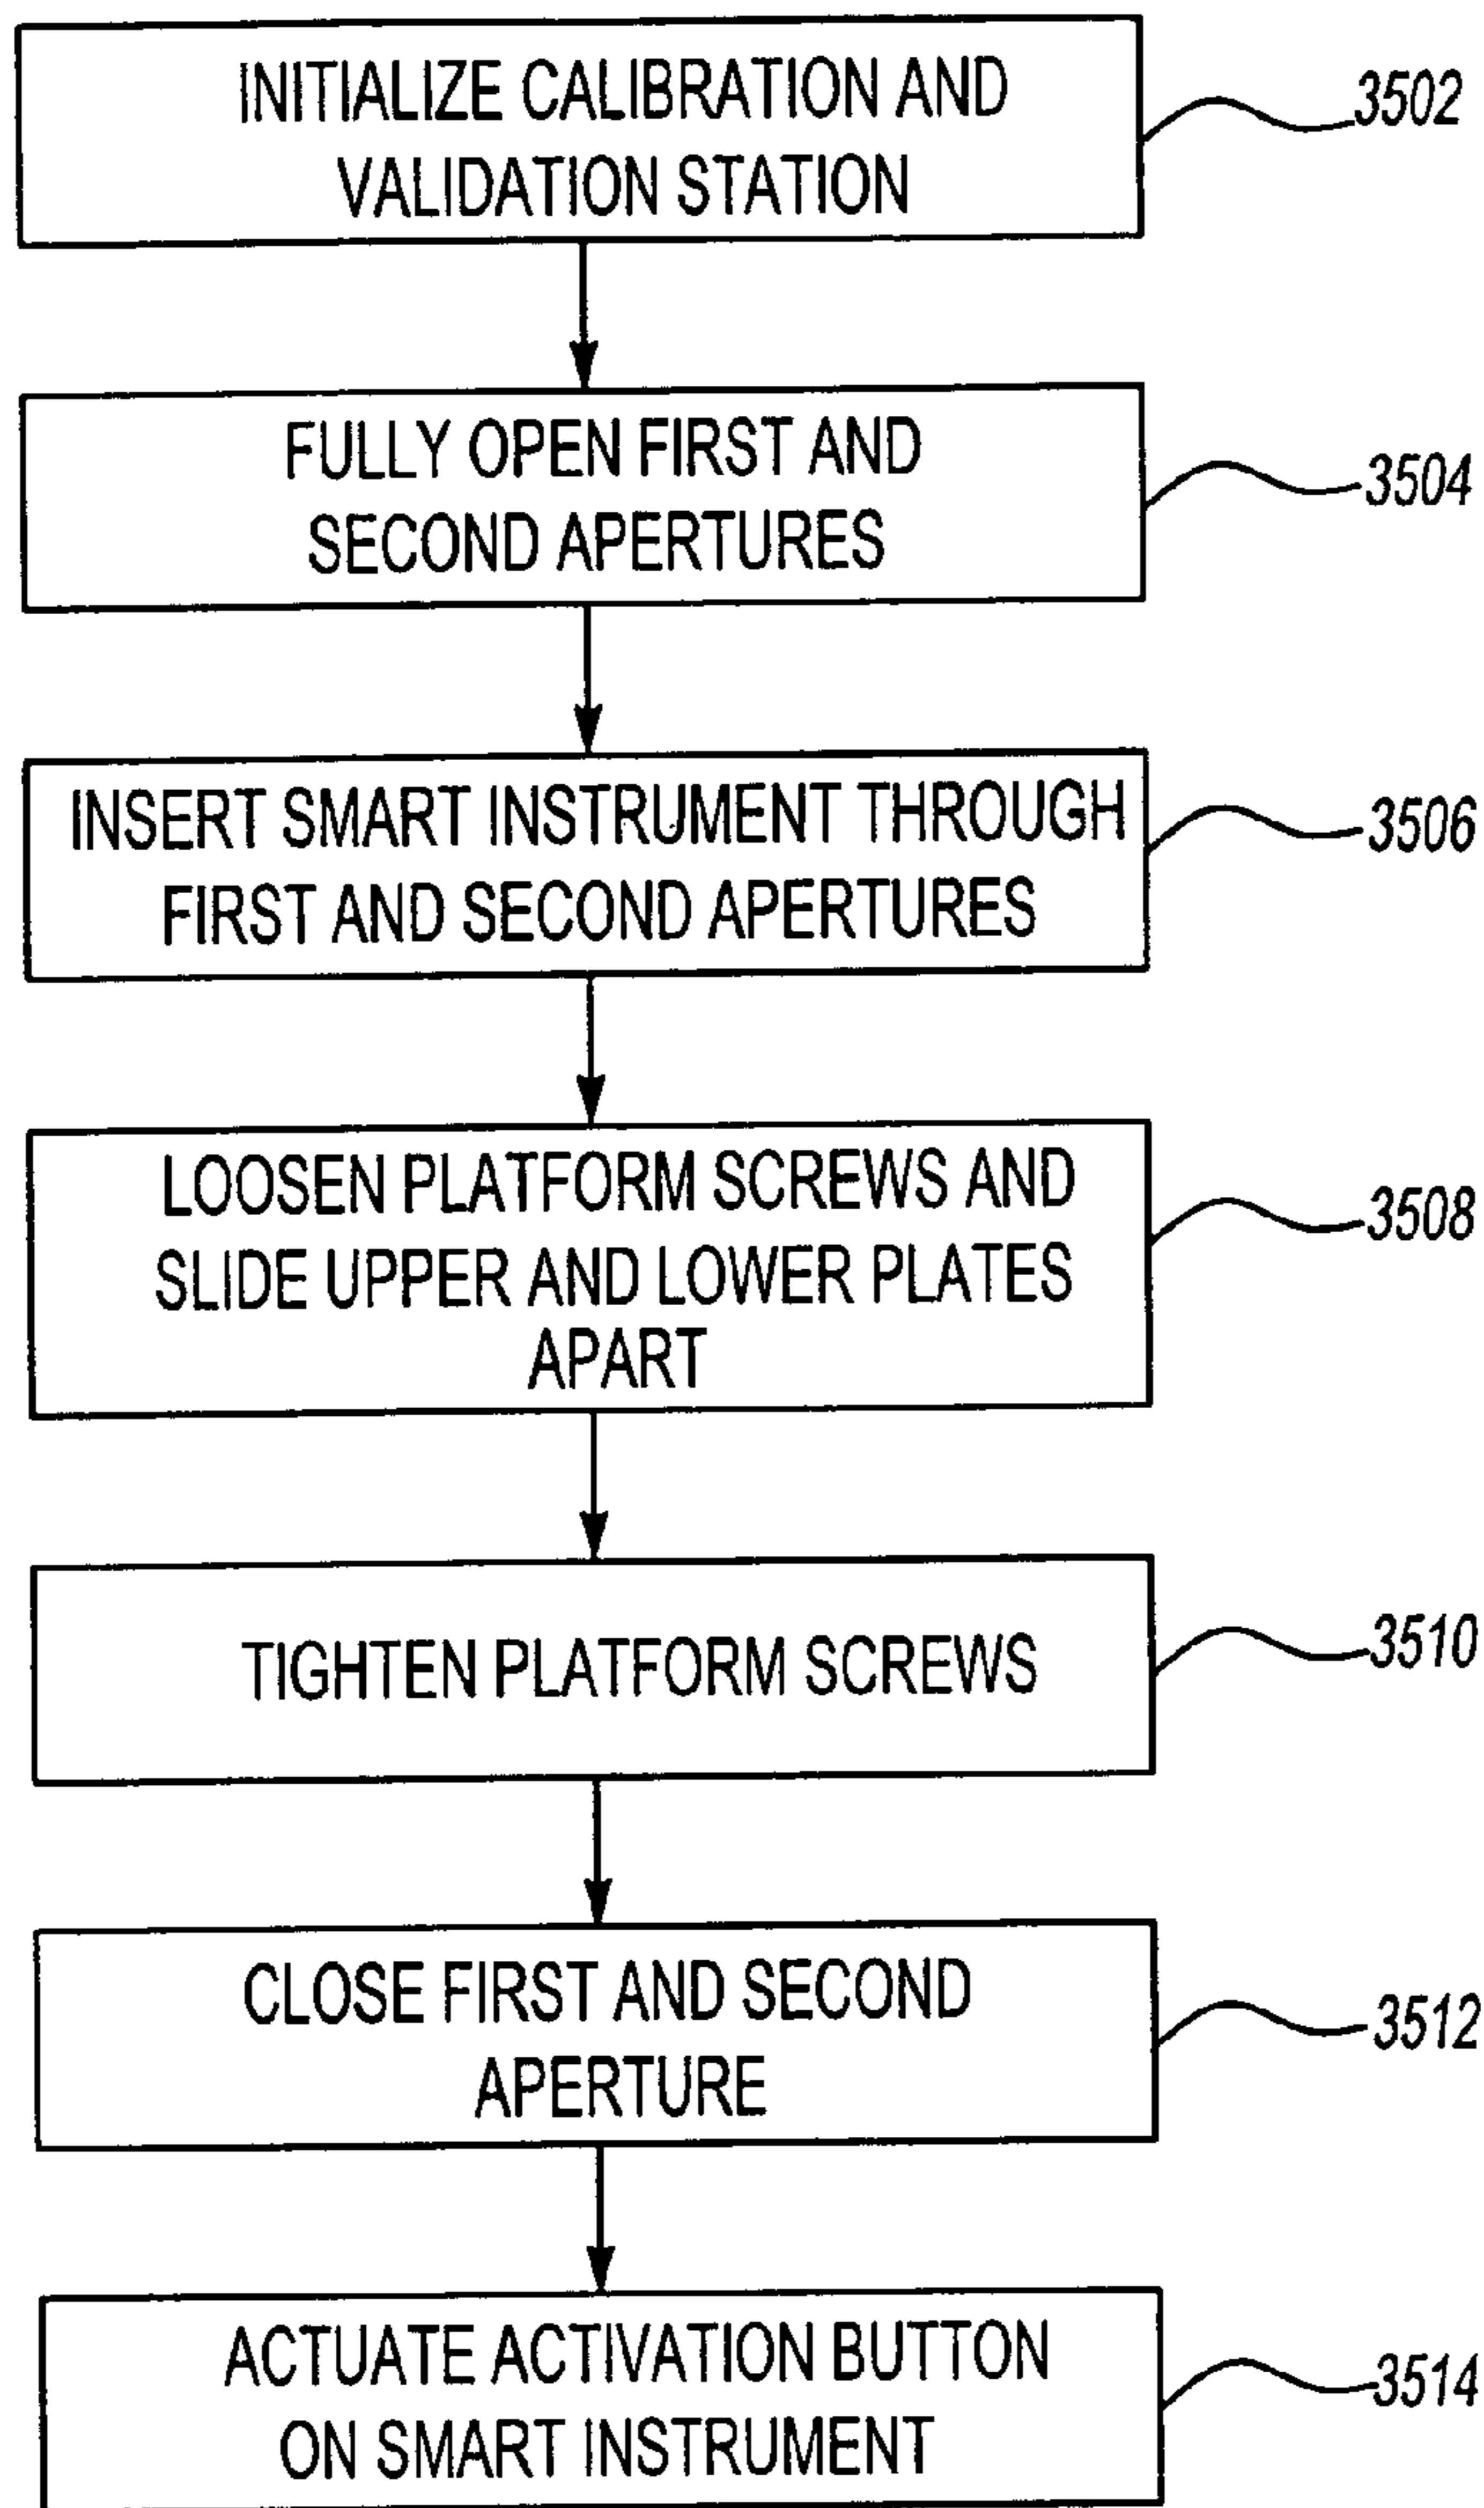 INITIALIZE CALIBRATION AND
VALIDATION STATION
3502
FULLY OPEN FIRST AND
SECOND APERTURES
3504
INSERT SMART INSTRUMENT THROUGH
FIRST AND SECOND APERTURES
3506
LOOSEN PLATFORM SCREWS AND
SLIDE UPPER AND LOWER PLATES
APART
3508
TIGHTEN PLATFORM SCREWS
3510
CLOSE FIRST AND SECOND
APERTURE
3512
ACTUATE ACTIVATION BUTTON
ON SMART INSTRUMENT
3514